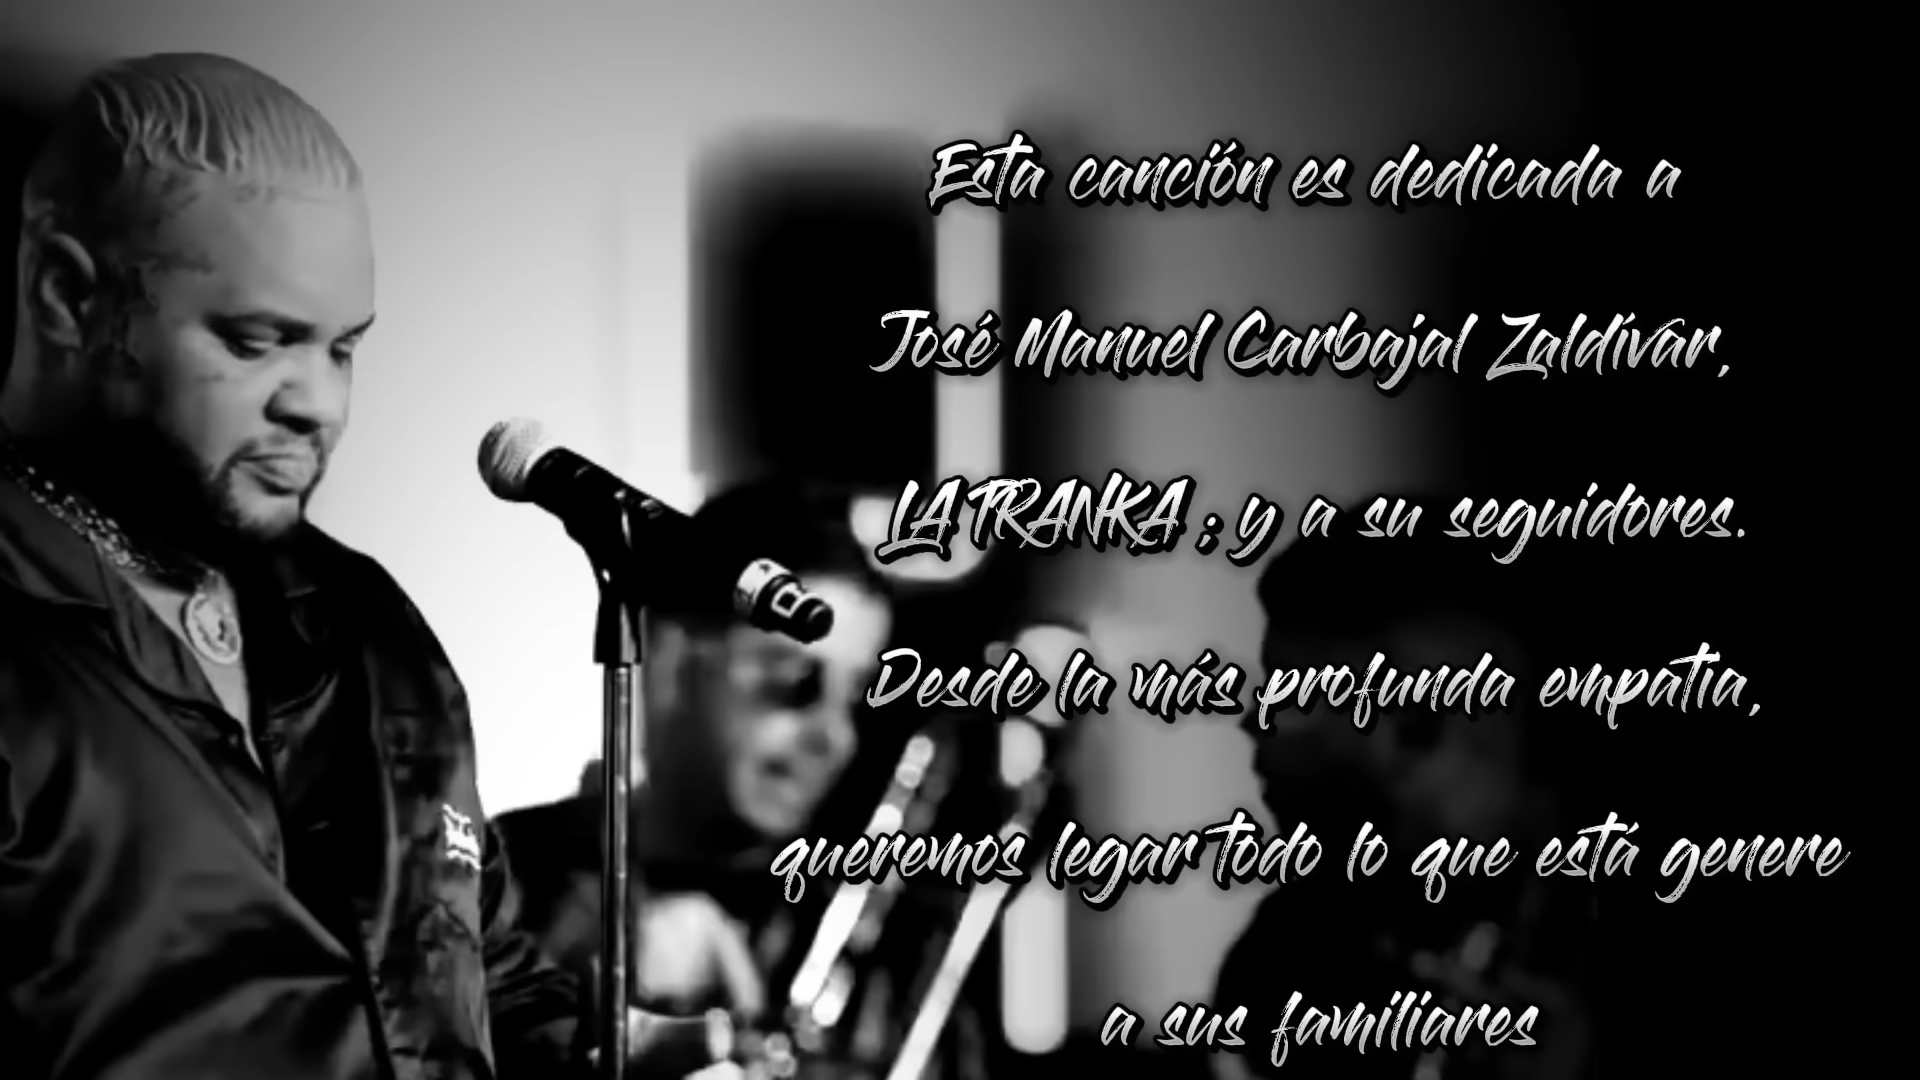 Esta canción es dedicada a
José Manuel Carbajal Zaldívar,
LA TRANKA ; y a su seguidores.
Desde la más profunda empatía,
queremos legar todo lo que está genere
a sus familiares